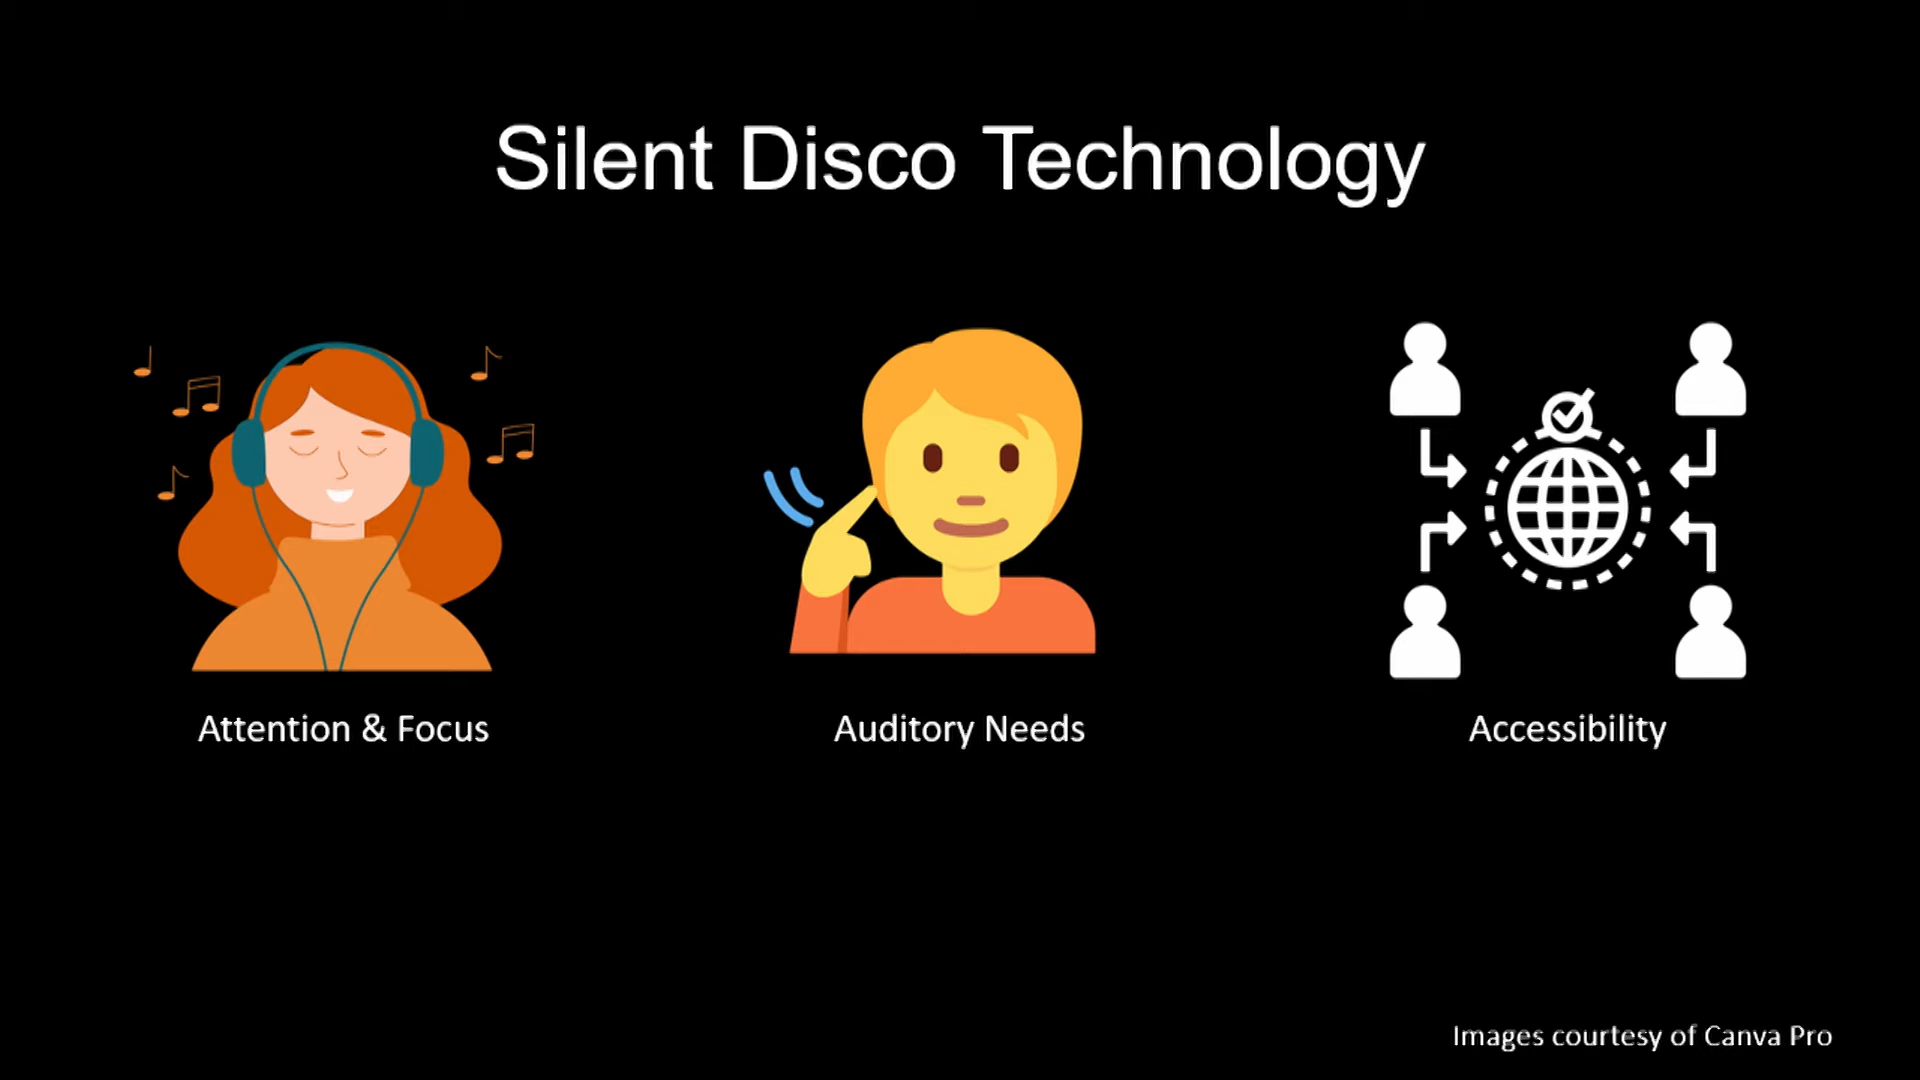 Silent Disco Technology
Attention & Focus
Auditory Needs
Accessibility
Images courtesy of Canva Pro